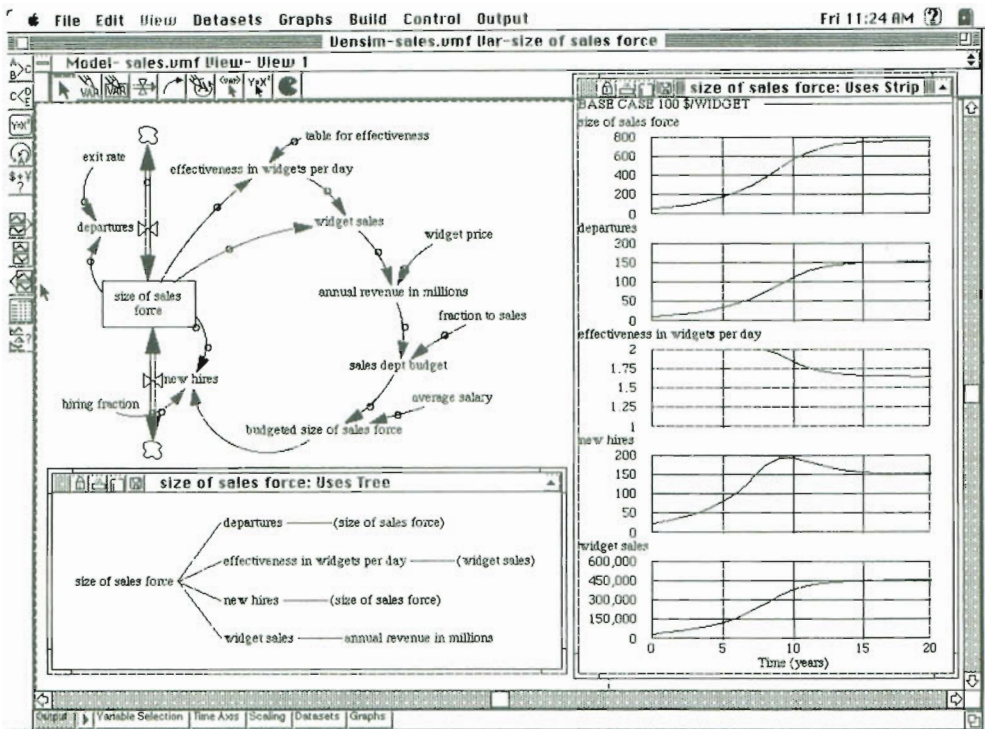 File Edit View Datasets Graphs Build Control Output Fri 11:24 AM
Vensim-sales.vmf Var-size of sales force
Model- sales.vmf View- View 1
table for effectiveness
exit rate
effectiveness in widgets per day
departures
widget sales
widget price
size of sales
force
annual revenue in millions
fraction to sales
sales dept budget
new hires
hiring fraction
average salary
budgeted size of sales force
size of sales force: Uses Tree
departures (size of sales force)
effectiveness in widgets per day (widget sales)
size of sales force
new hires (size of sales force)
widget sales annual revenue in millions
size of sales force: Uses Strip
BASE CASE 100 $/WIDGET
size of sales force
800
600
400
200
0
departures
200
150
100
50
0
effectiveness in widgets per day
2
1.75
1.5
1.25
1
new hires
200
150
100
50
0
widget sales
600,000
450,000
300,000
150,000
0
0 5 10 15 20
Time (years)
Output Variable Selection Time Axis Scaling Datasets Graphs